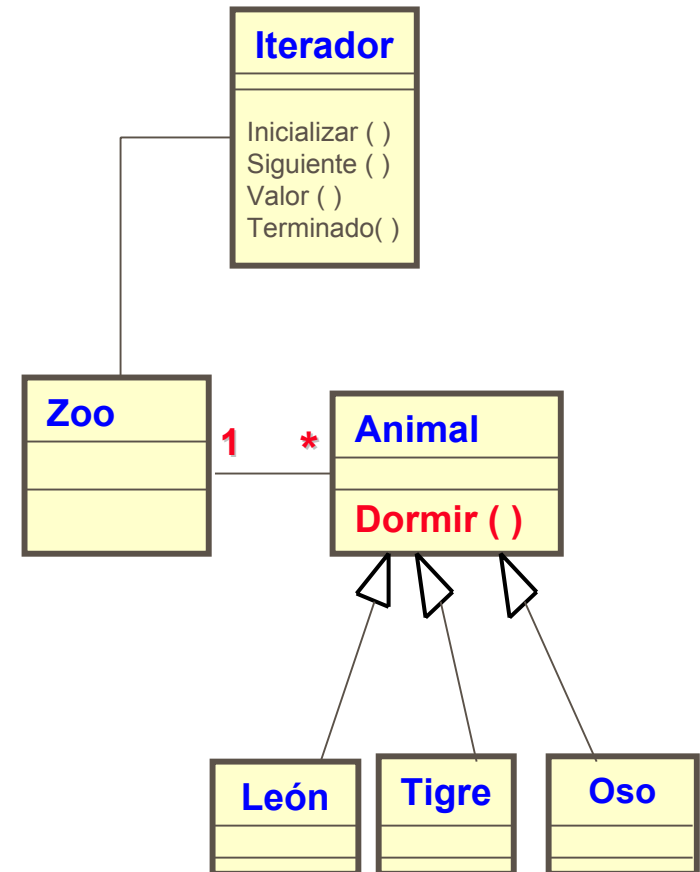 Iterador
Inicializar ( )
Siguiente ( )
Valor ( )
Terminado( )
Zoo
1 *
Animal
Dormir ( )
León
Tigre
Oso